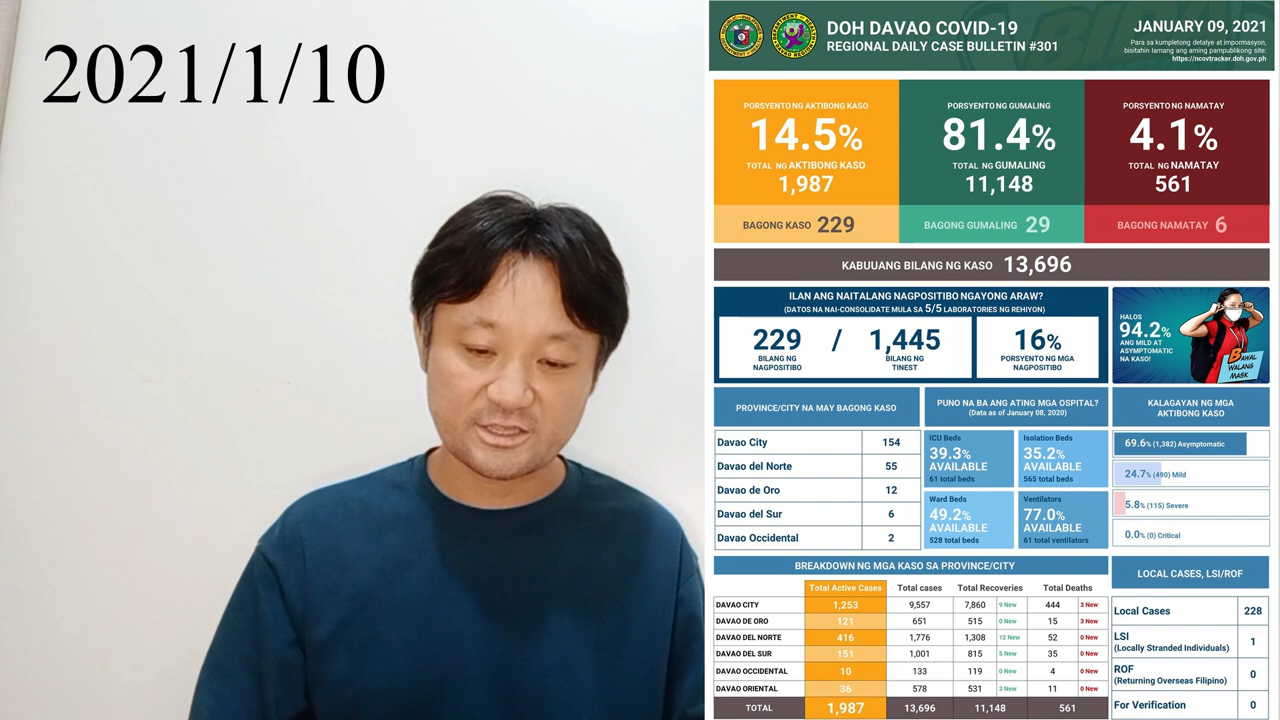 2021/1/10
DOH DAVAO COVID-19
REGIONAL DAILY CASE BULLETIN #301
JANUARY 09, 2021
Para sa kumpletong detalye at impormasyon,
bisitahin lamang ang aming pampublikong site:
https://ncovtracker.doh.gov.ph
PORSYENTO NG AKTIBONG KASO
14.5%
TOTAL NG AKTIBONG KASO
1,987
BAGONG KASO 229
PORSYENTO NG GUMALING
81.4%
TOTAL NG GUMALING
11,148
BAGONG GUMALING 29
PORSYENTO NG NAMATAY
4.1%
TOTAL NG NAMATAY
561
BAGONG NAMATAY 6
KABUUANG BILANG NG KASO 13,696
ILAN ANG NAITALANG NAGPOSITIBO NGAYONG ARAW?
(DATOS NA NAI-CONSOLIDATE MULA SA 5/5 LABORATORIES NG REHIYON)
229 / 1,445
BILANG NG NAGPOSITIBO
BILANG NG TINEST
16%
PORSYENTO NG MGA NAGPOSITIBO
HALOS
94.2%
ANG MILD AT
ASYMPTOMATIC
NA KASO!
BAWAL
WALANG
MASK
PROVINCE/CITY NA MAY BAGONG KASO
Davao City 154
Davao del Norte 55
Davao de Oro 12
Davao del Sur 6
Davao Occidental 2
PUNO NA BA ANG ATING MGA OSPITAL?
(Data as of January 08, 2020)
ICU Beds
39.3%
AVAILABLE
61 total beds
Isolation Beds
35.2%
AVAILABLE
565 total beds
Ward Beds
49.2%
AVAILABLE
528 total beds
Ventilators
77.0%
AVAILABLE
61 total ventilators
KALAGAYAN NG MGA
AKTIBONG KASO
69.6% (1,382) Asymptomatic
24.7% (490) Mild
5.8% (115) Severe
0.0% (0) Critical
BREAKDOWN NG MGA KASO SA PROVINCE/CITY
Total Active Cases Total cases Total Recoveries Total Deaths
DAVAO CITY 1,253 9,557 7,860 9 New 444 3 New
DAVAO DE ORO 121 651 515 0 New 15 3 New
DAVAO DEL NORTE 416 1,776 1,308 12 New 52 0 New
DAVAO DEL SUR 151 1,001 815 5 New 35 0 New
DAVAO OCCIDENTAL 10 133 119 0 New 4 0 New
DAVAO ORIENTAL 36 578 531 3 New 11 0 New
TOTAL 1,987 13,696 11,148 561
LOCAL CASES, LSI/ROF
Local Cases 228
LSI
(Locally Stranded Individuals) 1
ROF
(Returning Overseas Filipino) 0
For Verification 0